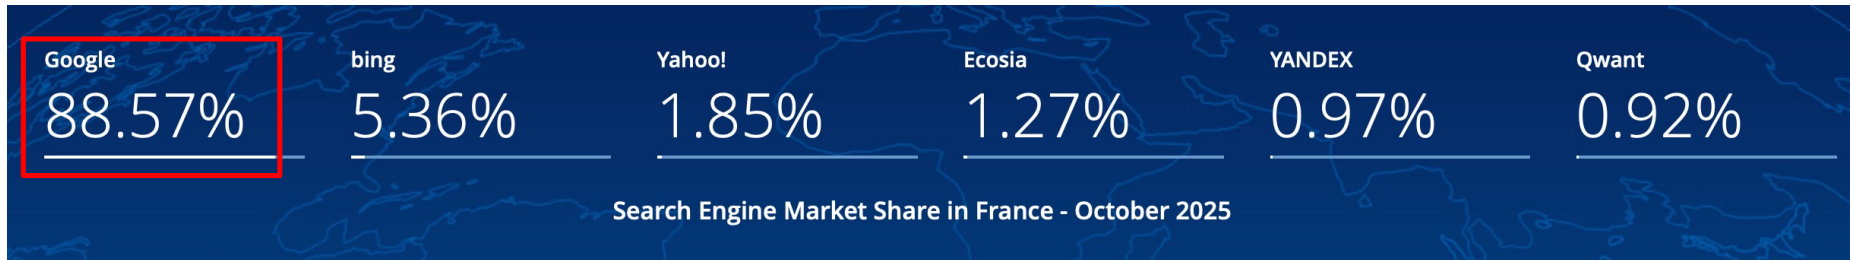 Google bing Yahoo! Ecosia YANDEX Qwant
88.57% 5.36% 1.85% 1.27% 0.97% 0.92%
Search Engine Market Share in France - October 2025